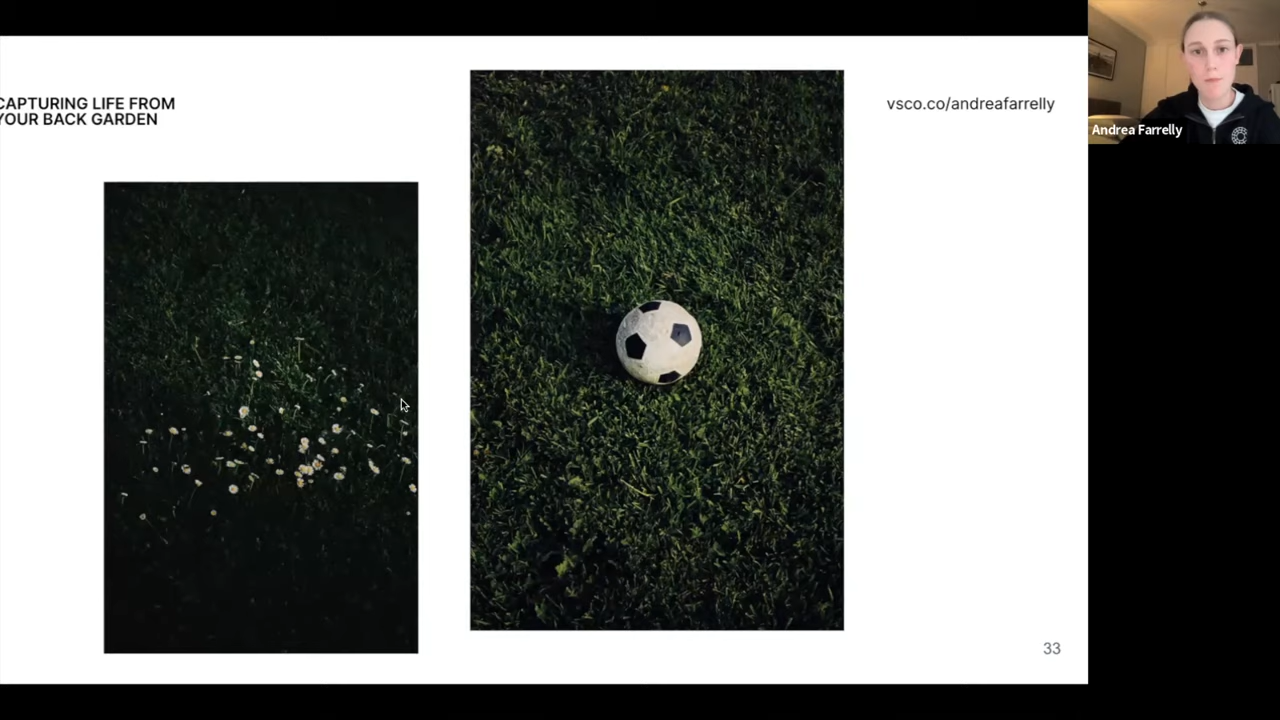 CAPTURING LIFE FROM
YOUR BACK GARDEN
vsco.co/andreafarrelly
Andrea Farrelly
33